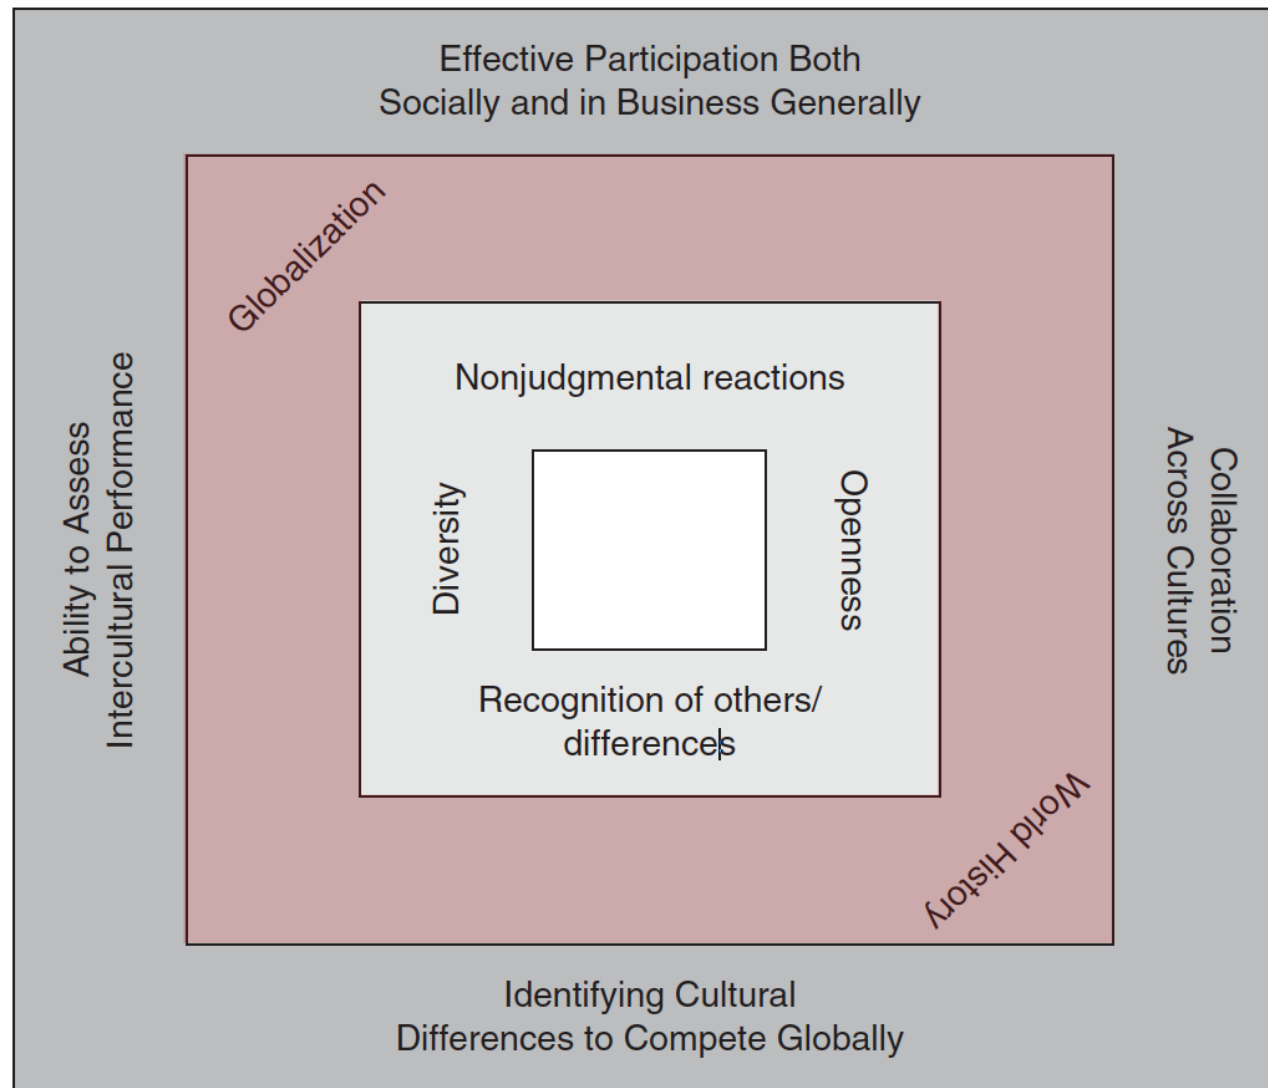 Effective Participation Both
Socially and in Business Generally
Globalization
Ability to Assess
Intercultural Performance
Nonjudgmental reactions
Diversity
Openness
Recognition of others/
differences
Collaboration
Across Cultures
World History
Identifying Cultural
Differences to Compete Globally